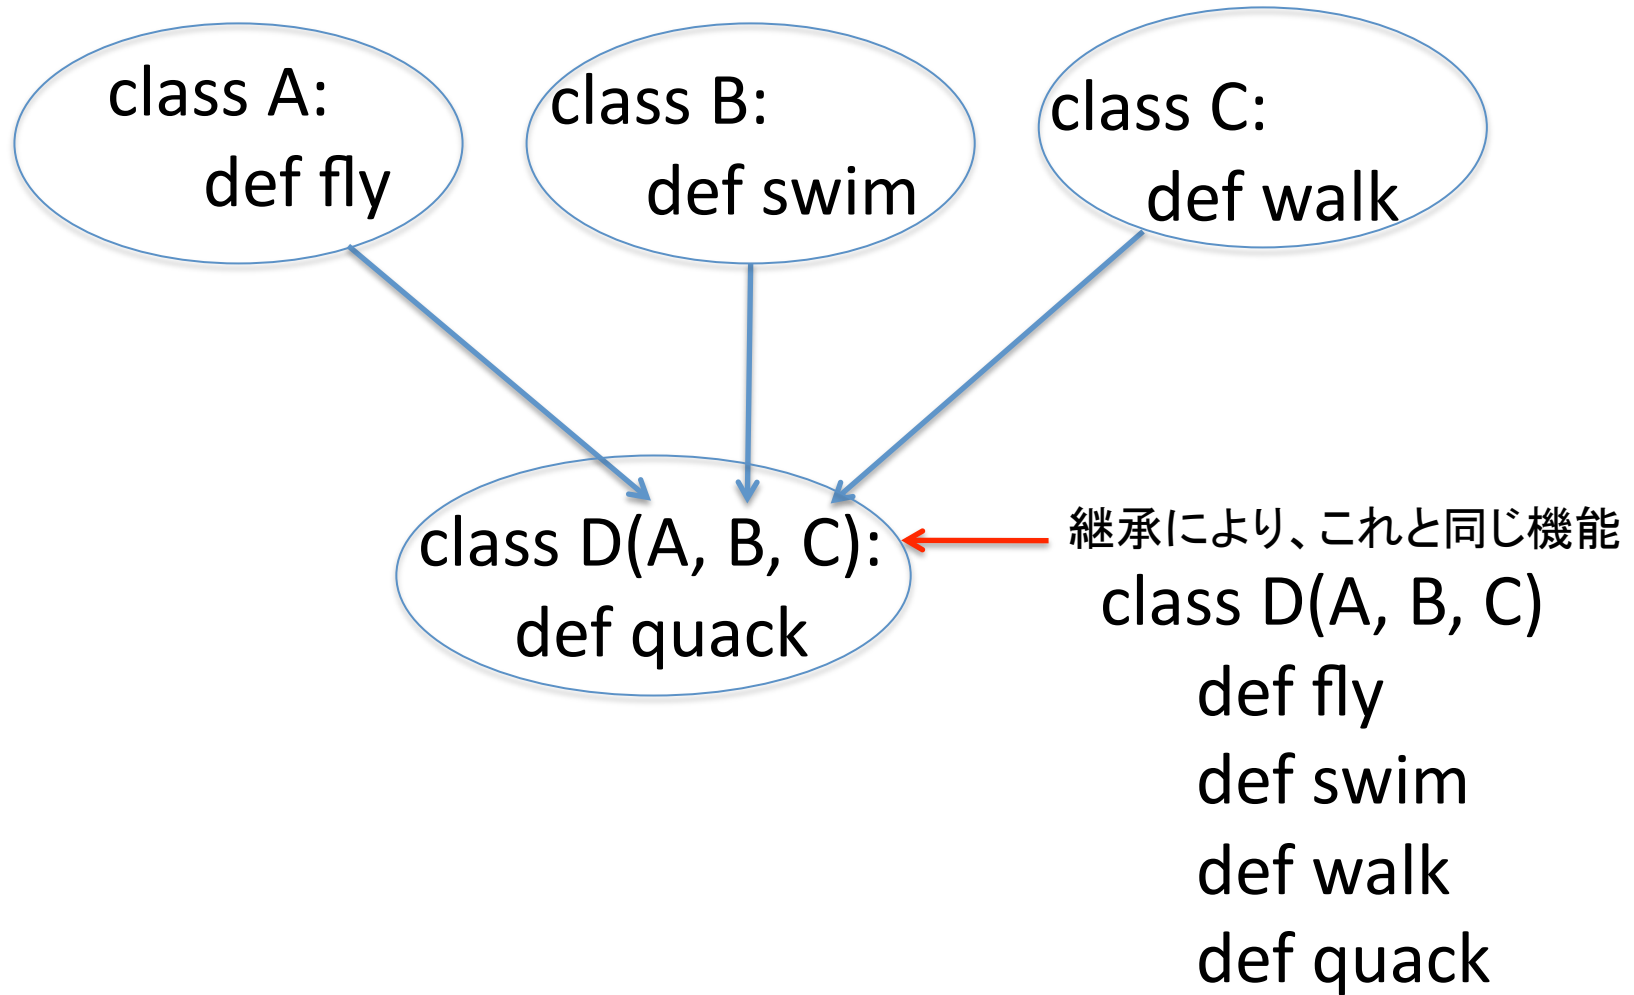 class A:
def fly
class B:
def swim
class C:
def walk
class D(A, B, C):
def quack
継承により、これと同じ機能
class D(A, B, C)
def fly
def swim
def walk
def quack